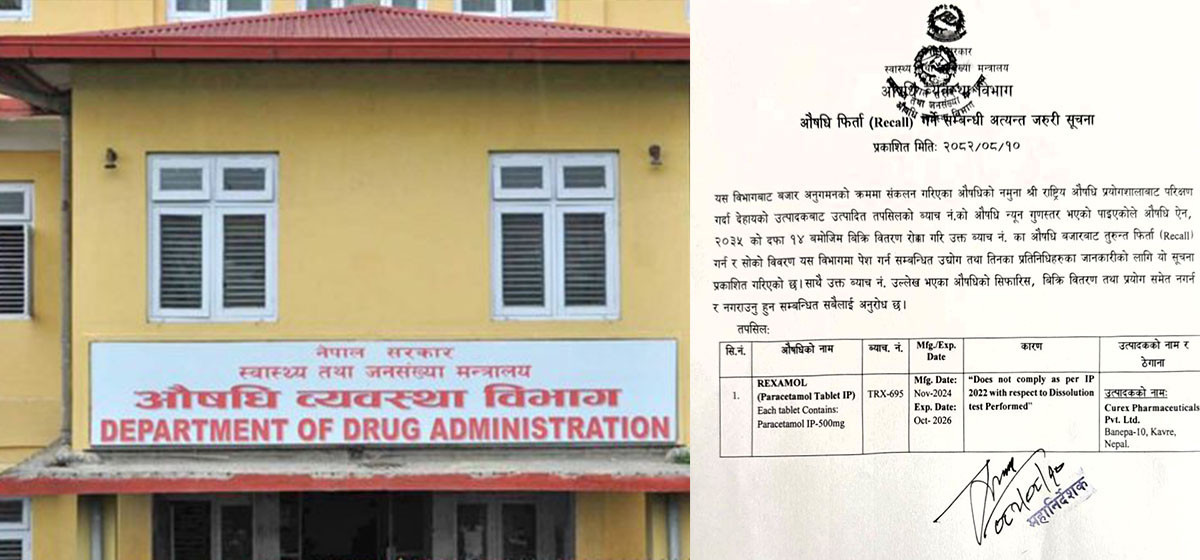 नेपाल सरकार
स्वास्थ्य तथा जनसंख्या मन्त्रालय
औषधि व्यवस्था विभाग
DEPARTMENT OF DRUG ADMINISTRATION
सरकार
स्वास्थ्य तथा जनसंख्या मन्त्रालय
औषधि व्यवस्था विभाग
औषधि फिर्ता (Recall) गर्ने सम्बन्धी अत्यन्त जरुरी सूचना
प्रकाशित मितिः २०८२/०८/१०
यस विभागबाट बजार अनुगमनको क्रममा संकलन गरिएका औषधिको नमुना श्री राष्ट्रिय औषधि प्रयोगशालाबाट परिक्षण
गर्दा देहायको उत्पादकबाट उत्पादित तपसिलको ब्याच नं.को औषधि न्यून गुणस्तर भएको पाइएकोले औषधि ऐन,
२०३५ को दफा १४ बमोजिम बिक्रि वितरण रोक्का गरि उक्त ब्याच नं. का औषधि बजारबाट तुरुन्त फिर्ता (Recall)
गर्न र सोको विवरण यस विभागमा पेश गर्न सम्बन्धित उद्योग तथा तिनका प्रतिनिधिहरुका जानकारीको लागि यो सूचना
प्रकाशित गरिएको छ। साथै उक्त ब्याच नं. उल्लेख भएका औषधिको सिफारिस, बिक्रि वितरण तथा प्रयोग समेत नगर्न
र नगराउनु हुन सम्बन्धित सबैलाई अनुरोध छ।
तपसिल:
सि.नं. औषधिको नाम ब्याच. नं. Mfg./Exp. Date कारण उत्पादकको नाम र ठेगाना
1. REXAMOL (Paracetamol Tablet IP) Each tablet Contains: Paracetamol IP-500mg TRX-695 Mfg. Date: Nov-2024 Exp. Date: Oct- 2026 “Does not comply as per IP 2022 with respect to Dissolution test Performed” उत्पादकको नाम: Curex Pharmaceuticals Pvt. Ltd. Banepa-10, Kavre, Nepal.
महानिर्देशक